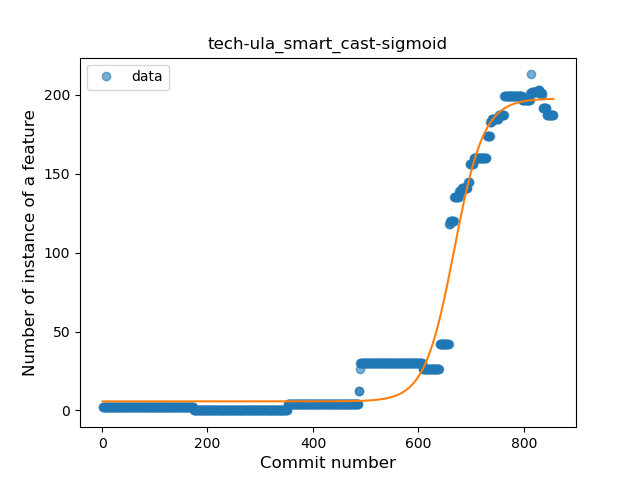 tech-ula_smart_cast-sigmoid
data
Number of instance of a feature
200
150
100
50
0
0 200 400 600 800
Commit number